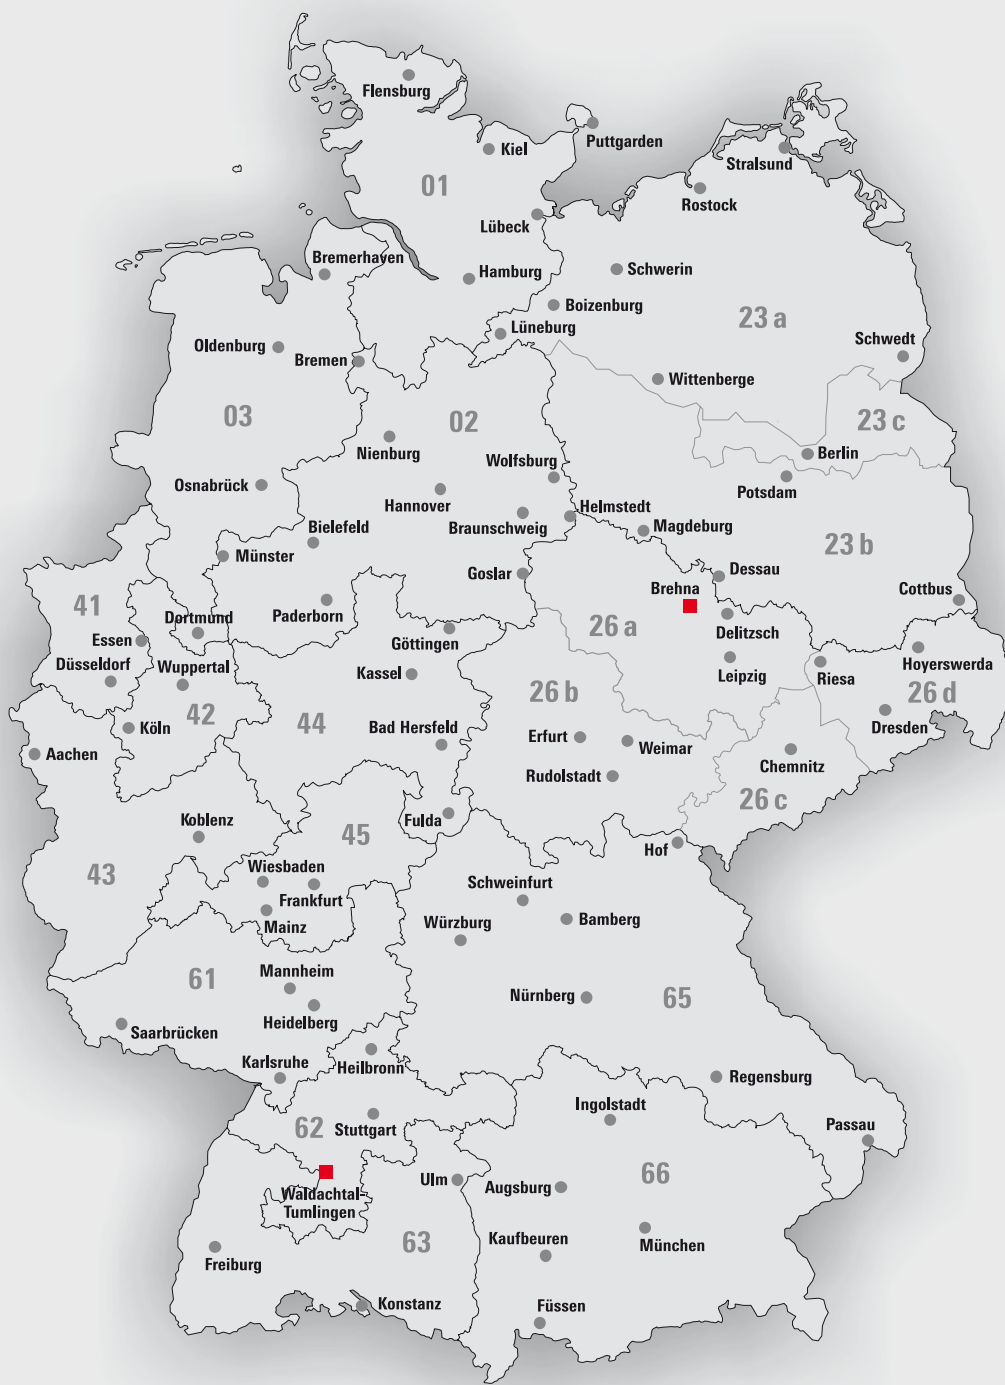 Flensburg
Puttgarden
Kiel
Stralsund
01
Rostock
Lübeck
Bremerhaven
Hamburg
Schwerin
Boizenburg
23 a
Lüneburg
Schwedt
Oldenburg
Bremen
Wittenberge
03
02
23 c
Nienburg
Berlin
Wolfsburg
Osnabrück
Potsdam
Hannover
Helmstedt
Bielefeld
Braunschweig
Magdeburg
23 b
Münster
Goslar
Dessau
Brehna
Cottbus
41
Dortmund
Paderborn
26 a
Delitzsch
Essen
Göttingen
Düsseldorf
Wuppertal
Kassel
Leipzig
Riesa
Hoyerswerda
26 b
26 d
42
Köln
44
Bad Hersfeld
Erfurt
Weimar
Dresden
Aachen
Rudolstadt
Chemnitz
26 c
Koblenz
45
Fulda
Hof
43
Wiesbaden
Frankfurt
Mainz
Schweinfurt
Bamberg
Würzburg
61
Mannheim
Heidelberg
Nürnberg
65
Saarbrücken
Karlsruhe
Heilbronn
Regensburg
Ingolstadt
62
Stuttgart
Passau
Ulm
Augsburg
66
Waldachtal-
Tumlingen
63
Kaufbeuren
München
Freiburg
Konstanz
Füssen